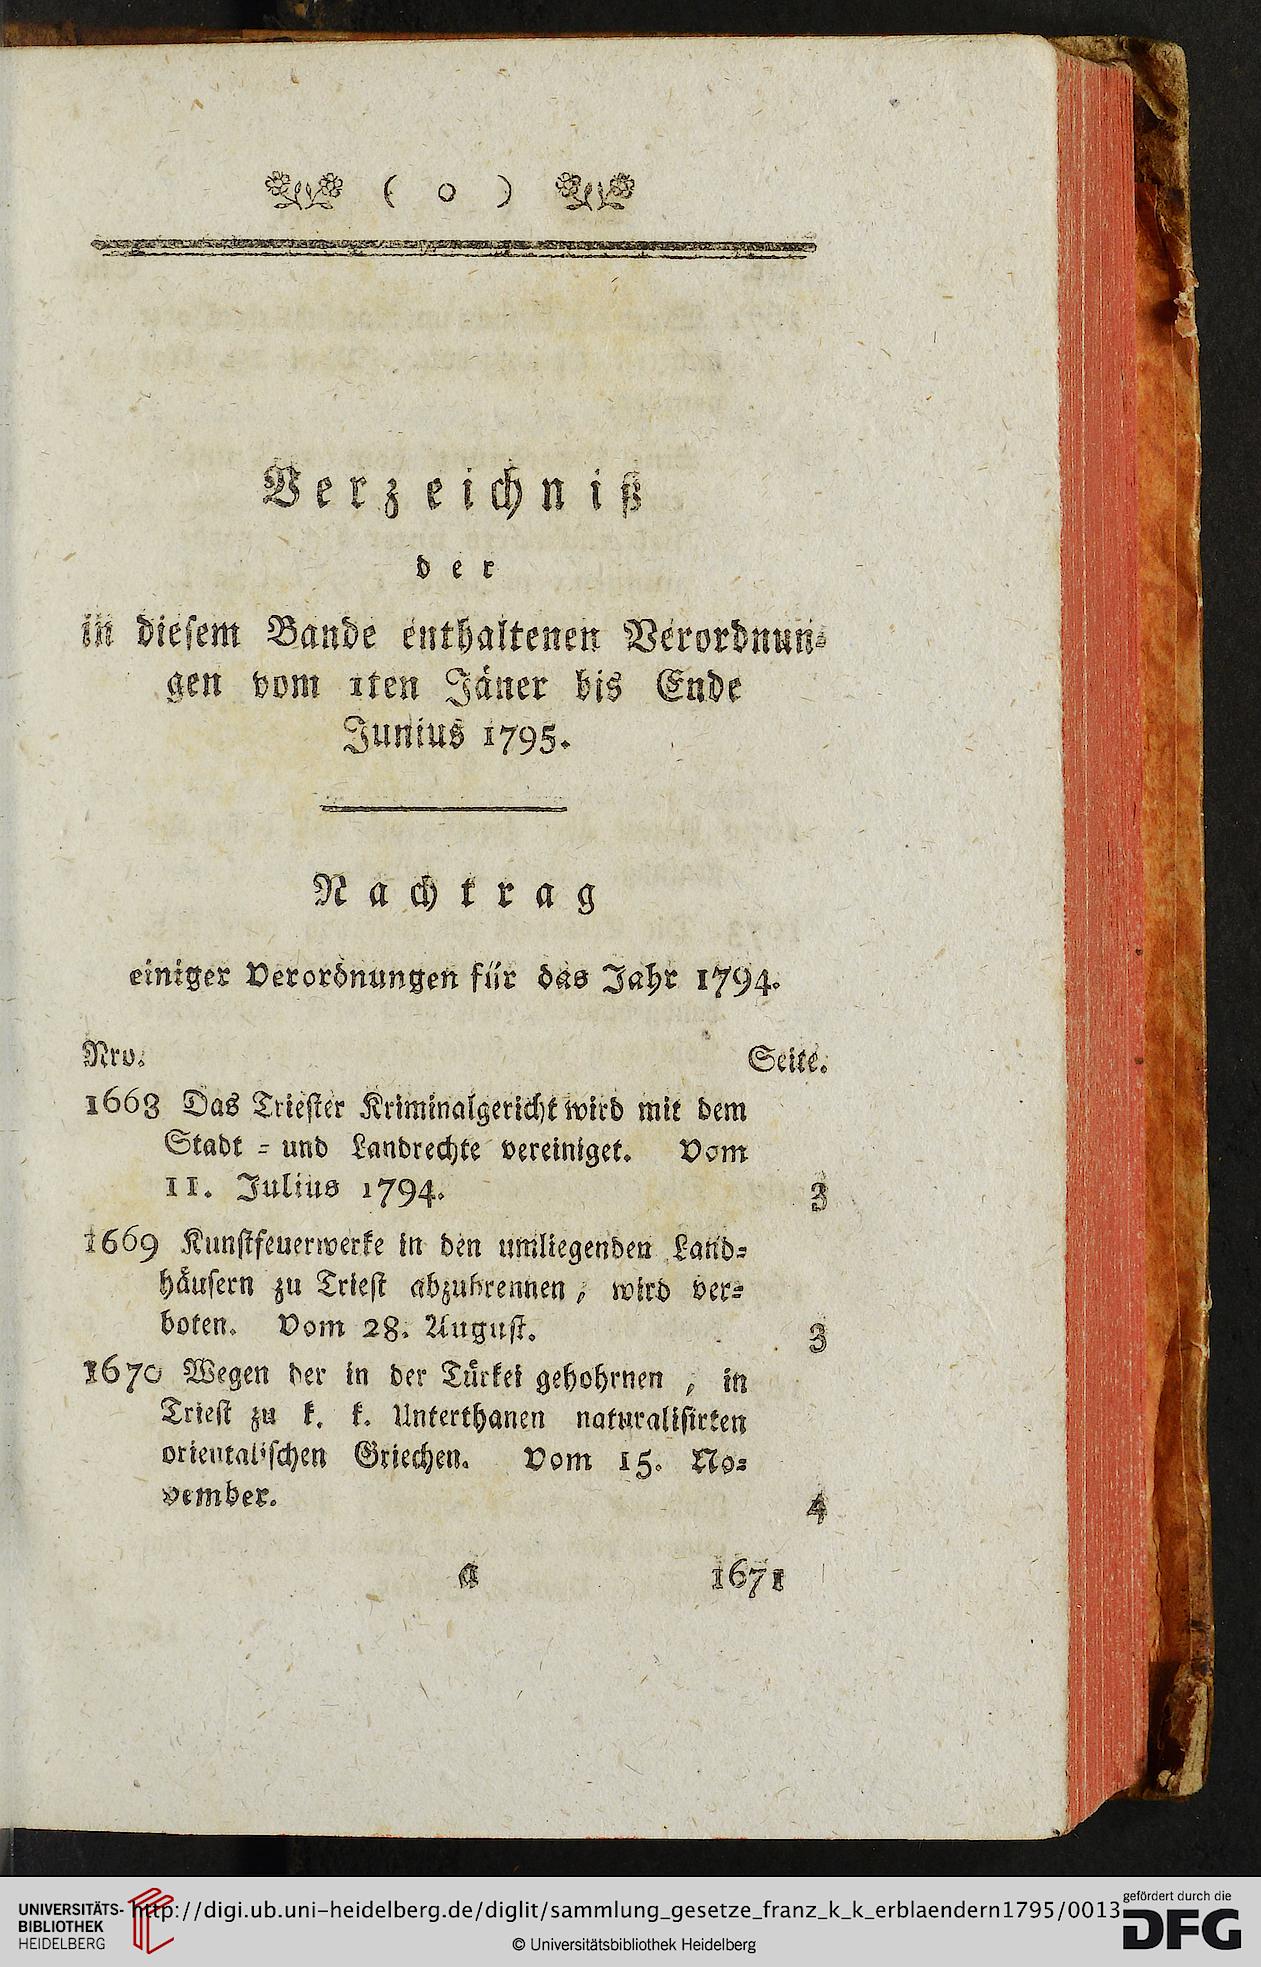 ( o )
Verzeichniß
der
in diesem Bande enthaltenen Verordnun-
gen vom 1ten Jäner bis Ende
Junius 1795.
Nachtrag
einiger Verordnungen für das Jahr 1794.
Nro. Seite.
1668 Das Triester Kriminalgericht wird mit dem
Stadt- und Landrechte vereiniget. Vom
11. Julius 1794. 3
1669 Kunstfeuerwerke in den umliegenden Land-
häusern zu Triest abzubrennen, wird ver-
boten. Vom 28. August. 3
1670 Wegen der in der Türkei gebohrnen, in
Triest zu k. k. Unterthanen naturalisirten
orientalischen Griechen. Vom 15. No-
vember. 4
a 1671
UNIVERSITÄTS-
BIBLIOTHEK
HEIDELBERG
http://digi.ub.uni-heidelberg.de/diglit/sammlung_gesetze_franz_k_k_erblaendern1795/0013
© Universitätsbibliothek Heidelberg
gefördert durch die
DFG